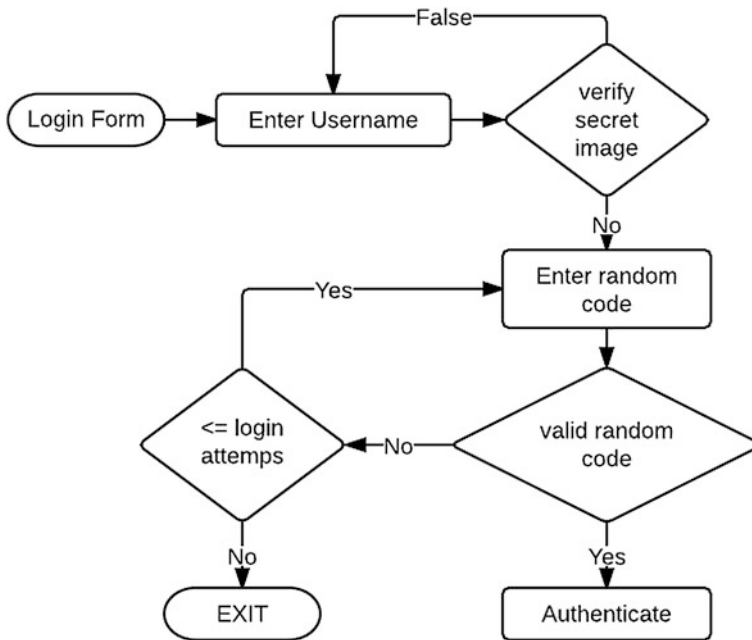 False
Login Form
Enter Username
verify
secret
image
No
Enter random
code
Yes
<= login
attemps
No
valid random
code
No
Yes
EXIT
Authenticate